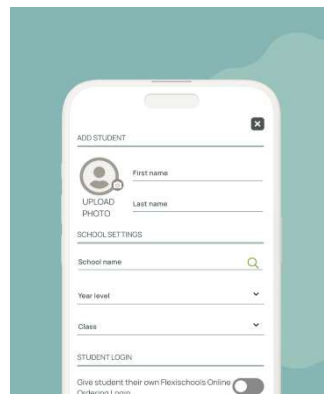 ADD STUDENT
First name
UPLOAD
PHOTO
Last name
SCHOOL SETTINGS
School name
Year level
Class
STUDENT LOGIN
Give student their own Flexischools Online
Ordering Login